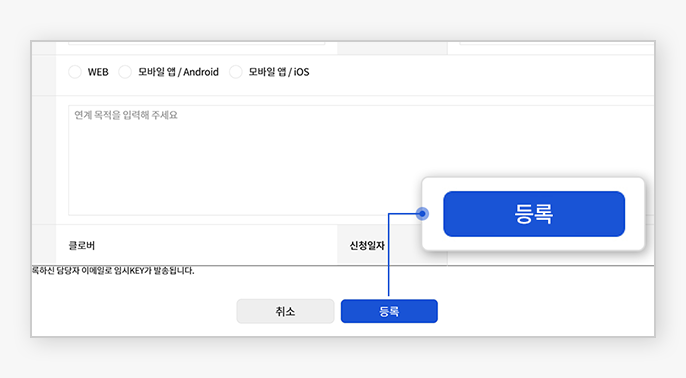 WEB 모바일 앱 / Android 모바일 앱 / iOS
연계 목적을 입력해 주세요
등록
클로버 신청일자
록하신 담당자 이메일로 임시KEY가 발송됩니다.
취소 등록